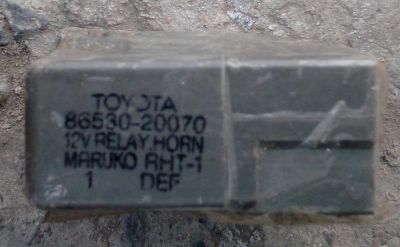 TOYOTA
86530-20070
12V RELAY, HORN
MARUKO RHT-1
1 DEF